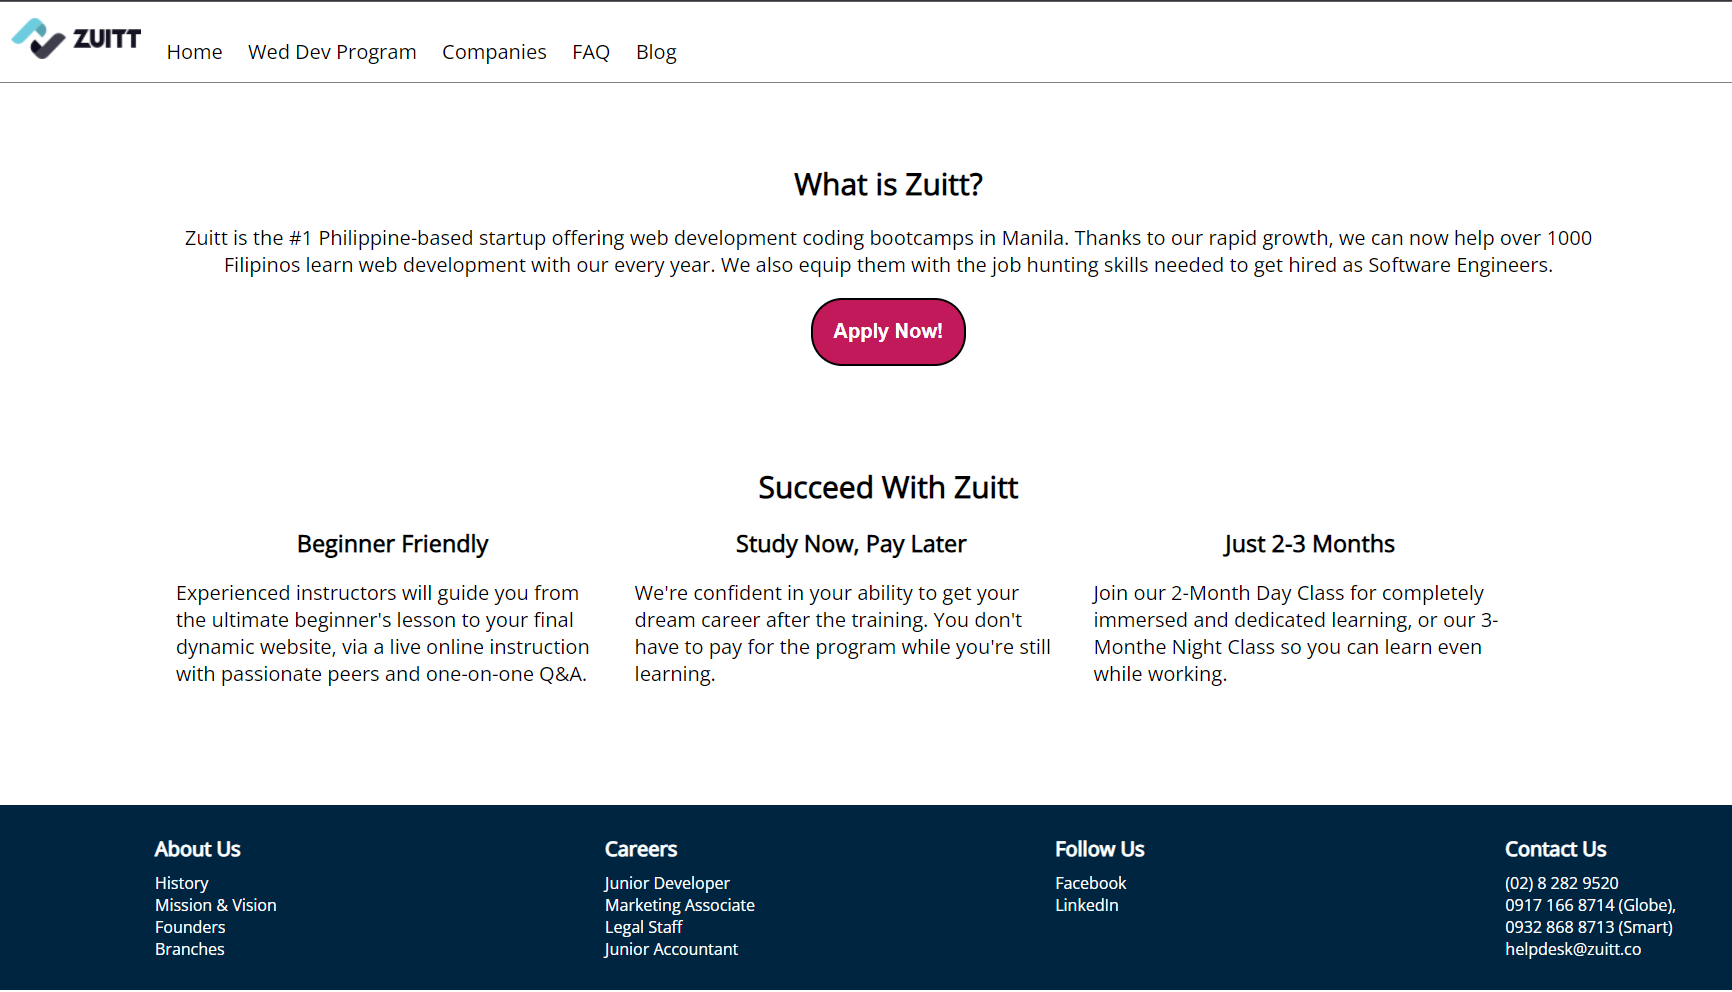 ZUITT
Home Wed Dev Program Companies FAQ Blog
What is Zuitt?
Zuitt is the #1 Philippine-based startup offering web development coding bootcamps in Manila. Thanks to our rapid growth, we can now help over 1000
Filipinos learn web development with our every year. We also equip them with the job hunting skills needed to get hired as Software Engineers.
Apply Now!
Succeed With Zuitt
Beginner Friendly
Experienced instructors will guide you from
the ultimate beginner's lesson to your final
dynamic website, via a live online instruction
with passionate peers and one-on-one Q&A.
Study Now, Pay Later
We're confident in your ability to get your
dream career after the training. You don't
have to pay for the program while you're still
learning.
Just 2-3 Months
Join our 2-Month Day Class for completely
immersed and dedicated learning, or our 3-
Monthe Night Class so you can learn even
while working.
About Us
History
Mission & Vision
Founders
Branches
Careers
Junior Developer
Marketing Associate
Legal Staff
Junior Accountant
Follow Us
Facebook
LinkedIn
Contact Us
(02) 8 282 9520
0917 166 8714 (Globe),
0932 868 8713 (Smart)
helpdesk@zuitt.co